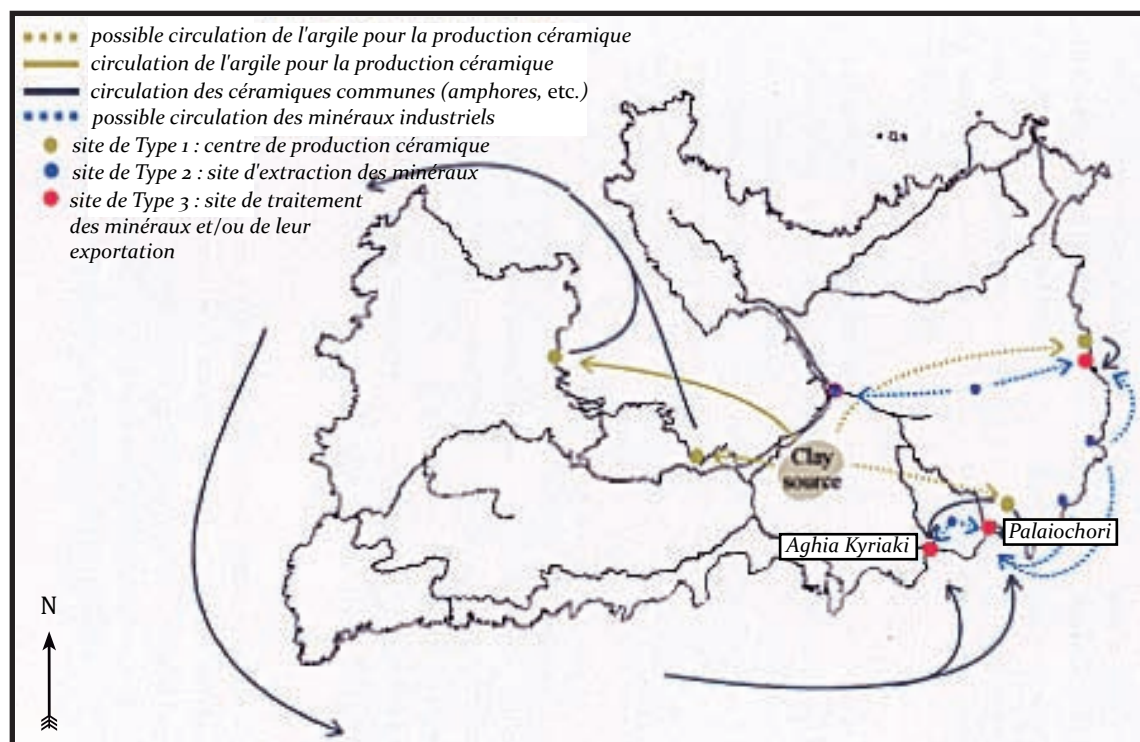 possible circulation de l'argile pour la production céramique
circulation de l'argile pour la production céramique
circulation des céramiques communes (amphores, etc.)
possible circulation des minéraux industriels
site de Type 1 : centre de production céramique
site de Type 2 : site d'extraction des minéraux
site de Type 3 : site de traitement
des minéraux et/ou de leur
exportation
Clay
source
Aghia Kyriaki
Palaiochori
N